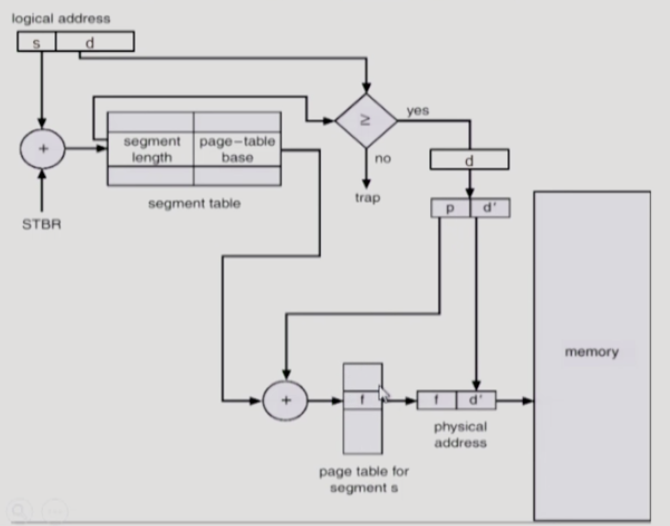 logical address
s d
+
STBR
segment length
page-table base
segment table
≥
yes
no
trap
d
p d'
+
f
f d'
physical address
page table for segment s
memory